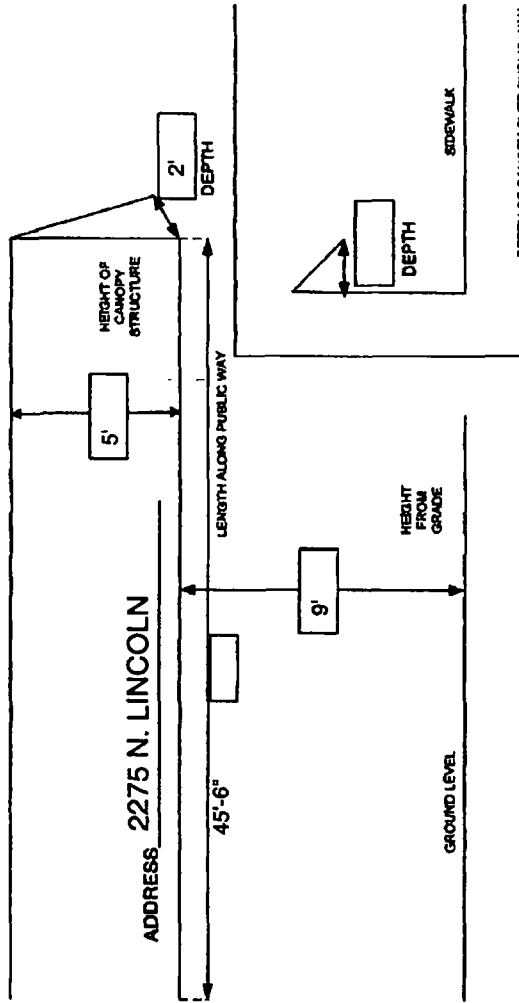 ADDRESS 2275 N. LINCOLN
5'
HEIGHT OF
CANOPY
STRUCTURE
2'
DEPTH
45'-6"
LENGTH ALONG PUBLIC WAY
9'
HEIGHT
FROM
GRADE
GROUND LEVEL
DEPTH
SIDEWALK